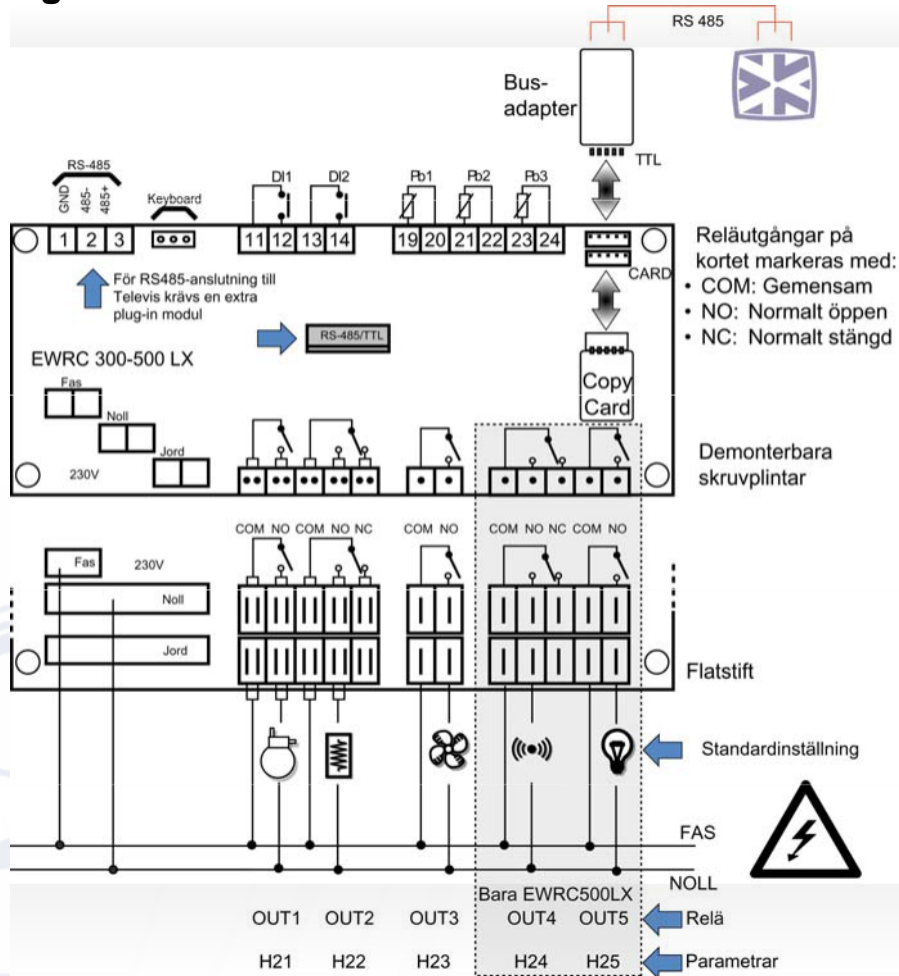 RS 485
Bus-
adapter
TTL
RS-485
GND
485-
485+
Keyboard
DI1
DI2
Pb1
Pb2
Pb3
1 2 3
11 12 13 14
19 20 21 22 23 24
CARD
Reläutgångar på
kortet markeras med:
• COM: Gemensam
• NO: Normalt öppen
• NC: Normalt stängd
För RS485-anslutning till
Televis krävs en extra
plug-in modul
RS-485/TTL
EWRC 300-500 LX
Copy
Card
Fas
Noll
Jord
230V
Demonterbara
skruvplintar
COM NO COM NO NC COM NO COM NO NC COM NO
Fas 230V
Noll
Jord
Flatstift
Standardinställning
FAS
NOLL
Bara EWRC500LX
OUT1 OUT2 OUT3 OUT4 OUT5 Relä
H21 H22 H23 H24 H25 Parametrar